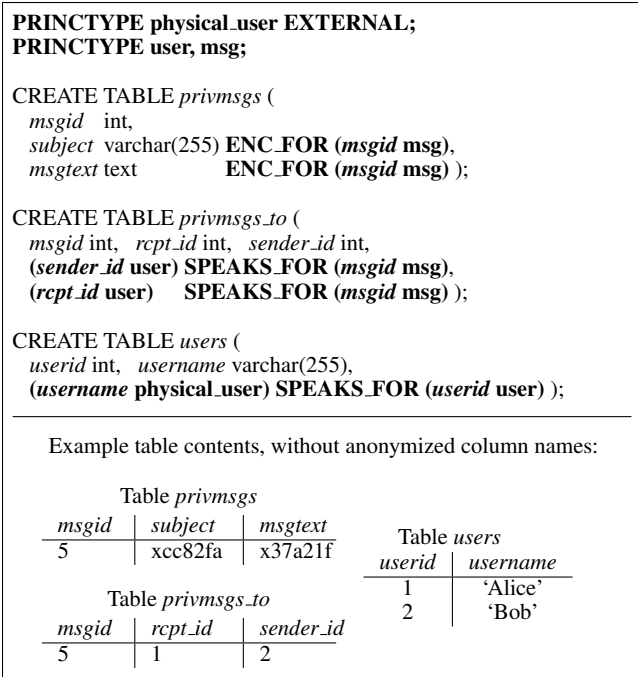 PRINCTYPE physical_user EXTERNAL;
PRINCTYPE user, msg;
CREATE TABLE privmsgs (
msgid int,
subject varchar(255) ENC_FOR (msgid msg),
msgtext text ENC_FOR (msgid msg) );
CREATE TABLE privmsgs_to (
msgid int, rcpt_id int, sender_id int,
(sender_id user) SPEAKS_FOR (msgid msg),
(rcpt_id user) SPEAKS_FOR (msgid msg) );
CREATE TABLE users (
userid int, username varchar(255),
(username physical_user) SPEAKS_FOR (userid user) );
Example table contents, without anonymized column names:
Table privmsgs
msgid subject msgtext
5 xcc82fa x37a21f
Table privmsgs_to
msgid rcpt_id sender_id
5 1 2
Table users
userid username
1 ‘Alice’
2 ‘Bob’